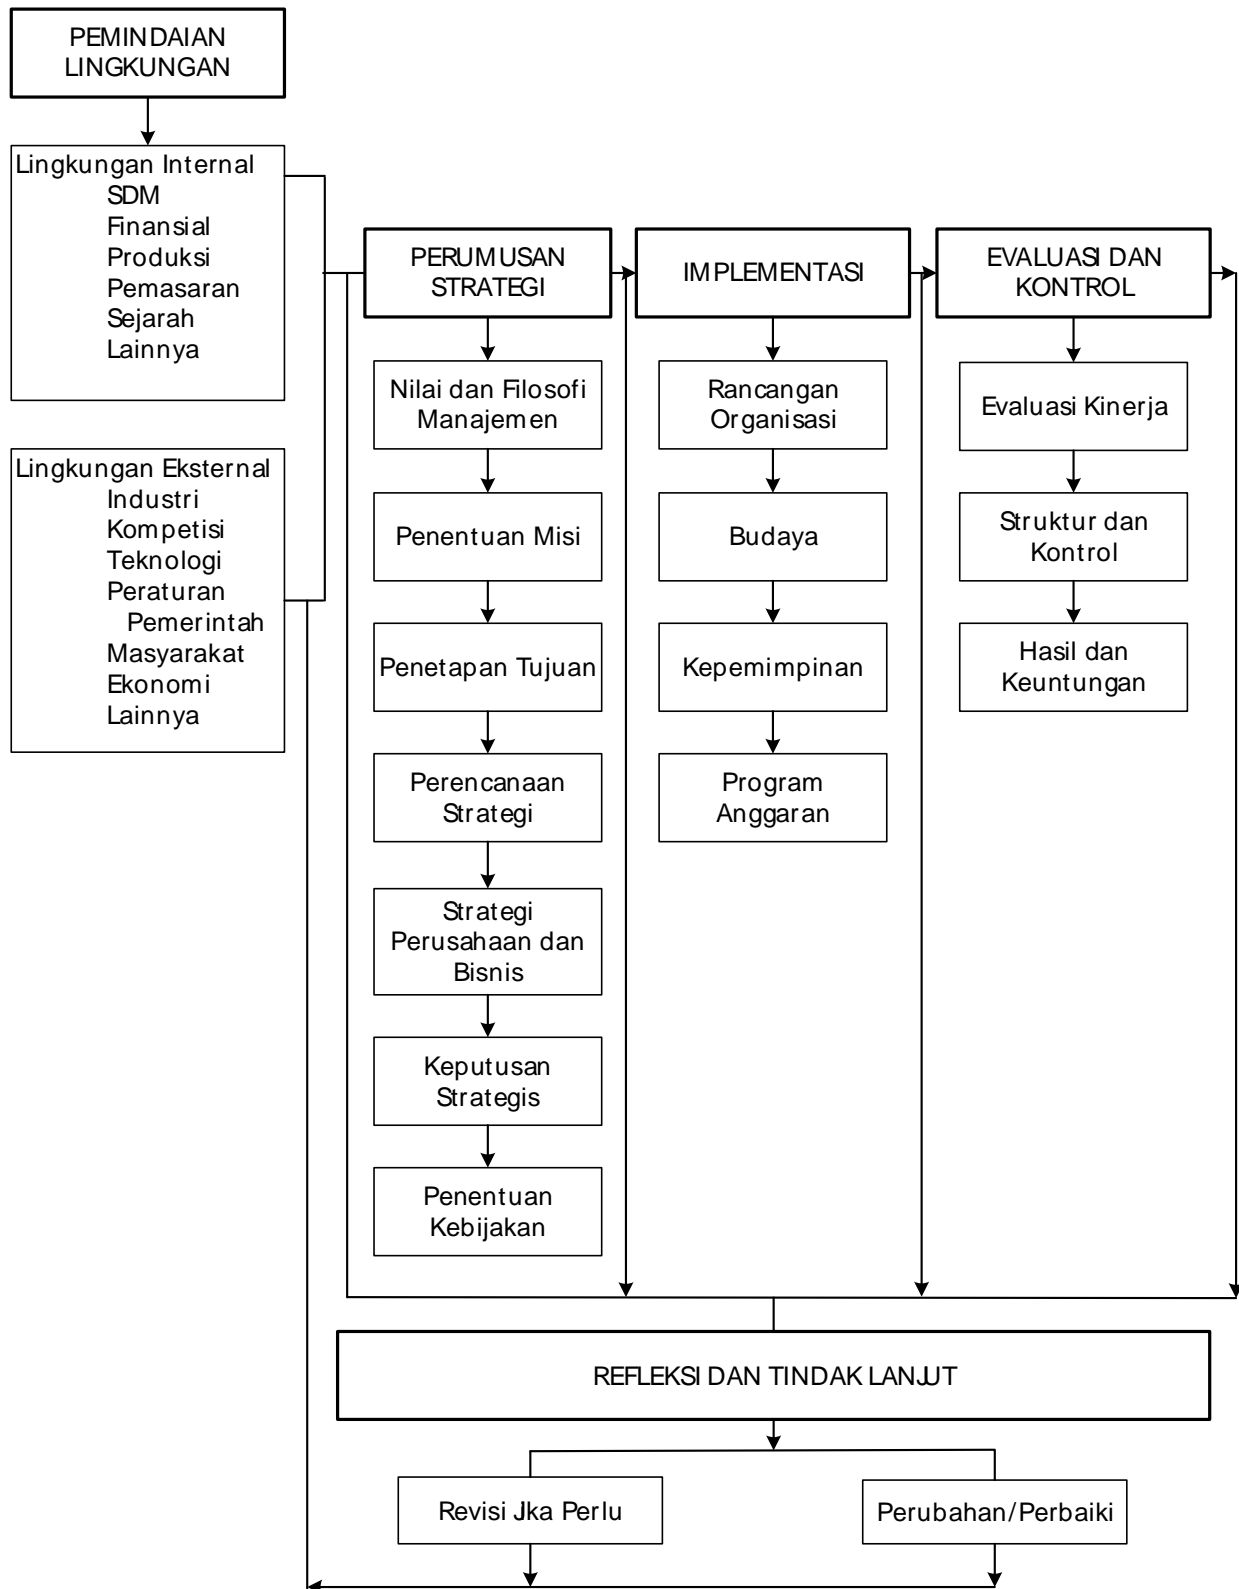 PEMINDAIAN
LINGKUNGAN
Lingkungan Internal
SDM
Finansial
Produksi
Pemasaran
Sejarah
Lainnya
Lingkungan Eksternal
Industri
Kompetisi
Teknologi
Peraturan
Pemerintah
Masyarakat
Ekonomi
Lainnya
PERUMUSAN
STRATEGI
Nilai dan Filosofi
Manajemen
Penentuan Misi
Penetapan Tujuan
Perencanaan
Strategi
Strategi
Perusahaan dan
Bisnis
Keputusan
Strategis
Penentuan
Kebijakan
IMPLEMENTASI
Rancangan
Organisasi
Budaya
Kepemimpinan
Program
Anggaran
EVALUASI DAN
KONTROL
Evaluasi Kinerja
Struktur dan
Kontrol
Hasil dan
Keuntungan
REFLEKSI DAN TINDAK LANJUT
Revisi Jika Perlu
Perubahan/Perbaiki